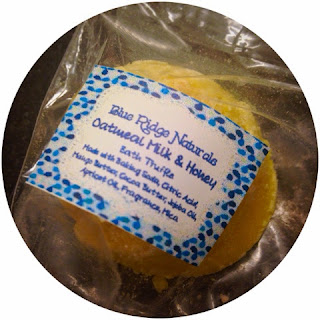 Blue Ridge Naturals
Oatmeal Milk & Honey
Bath Truffle
Made with Baking Soda, Citric Acid,
Mango Butter, Cocoa Butter, Jojoba Oil,
Apricot Oil, Fragrance, Mica